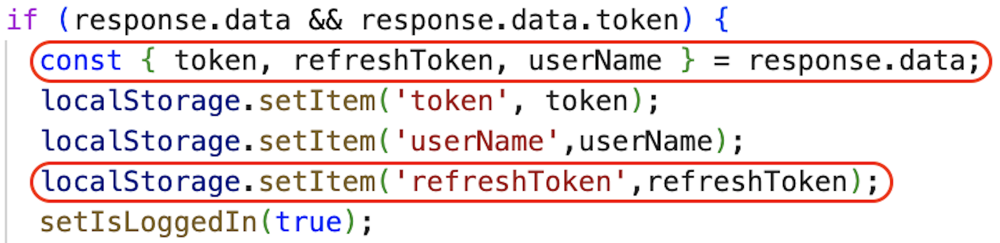 if (response.data && response.data.token) {
const { token, refreshToken, userName } = response.data;
localStorage.setItem('token', token);
localStorage.setItem('userName',userName);
localStorage.setItem('refreshToken',refreshToken);
setIsLoggedIn(true);